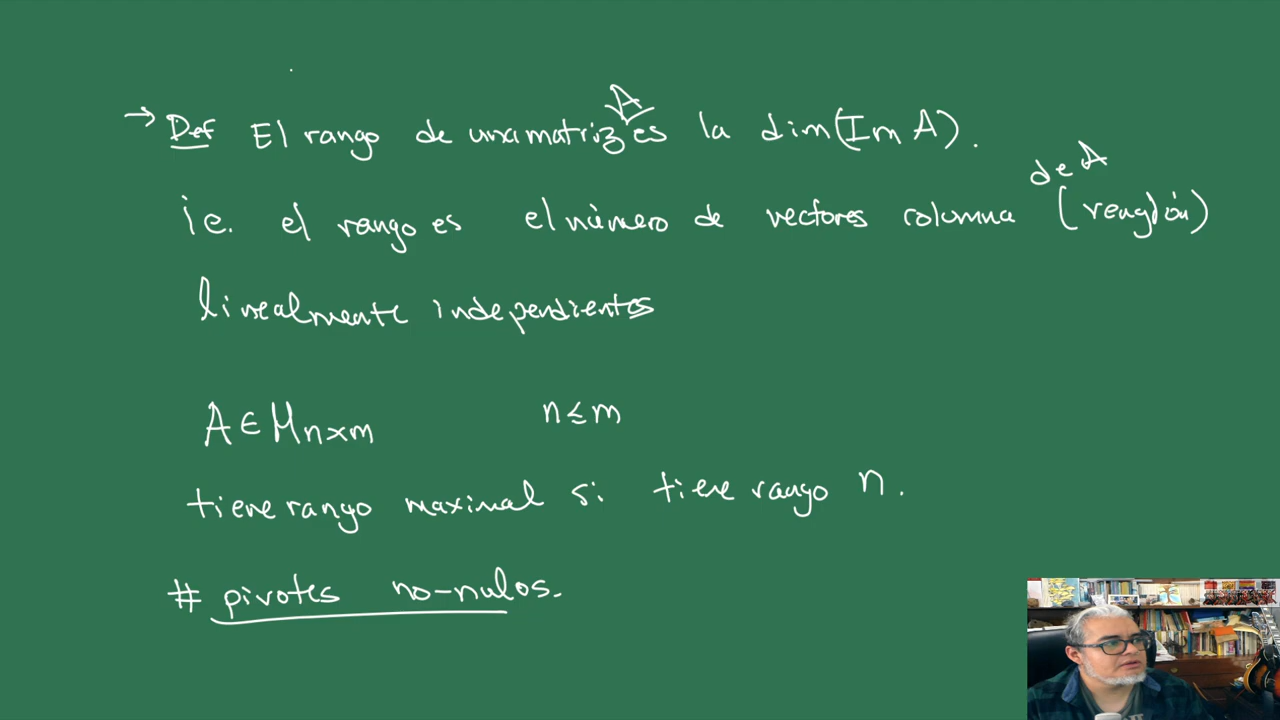 → Def El rango de una matriz A es la dim(Im A).
i.e. el rango es el número de vectores columna (renglón) de A
linealmente independientes
A ∈ Mn×m n ≤ m
tiene rango maximal si tiene rango n.
# pivotes no-nulos.